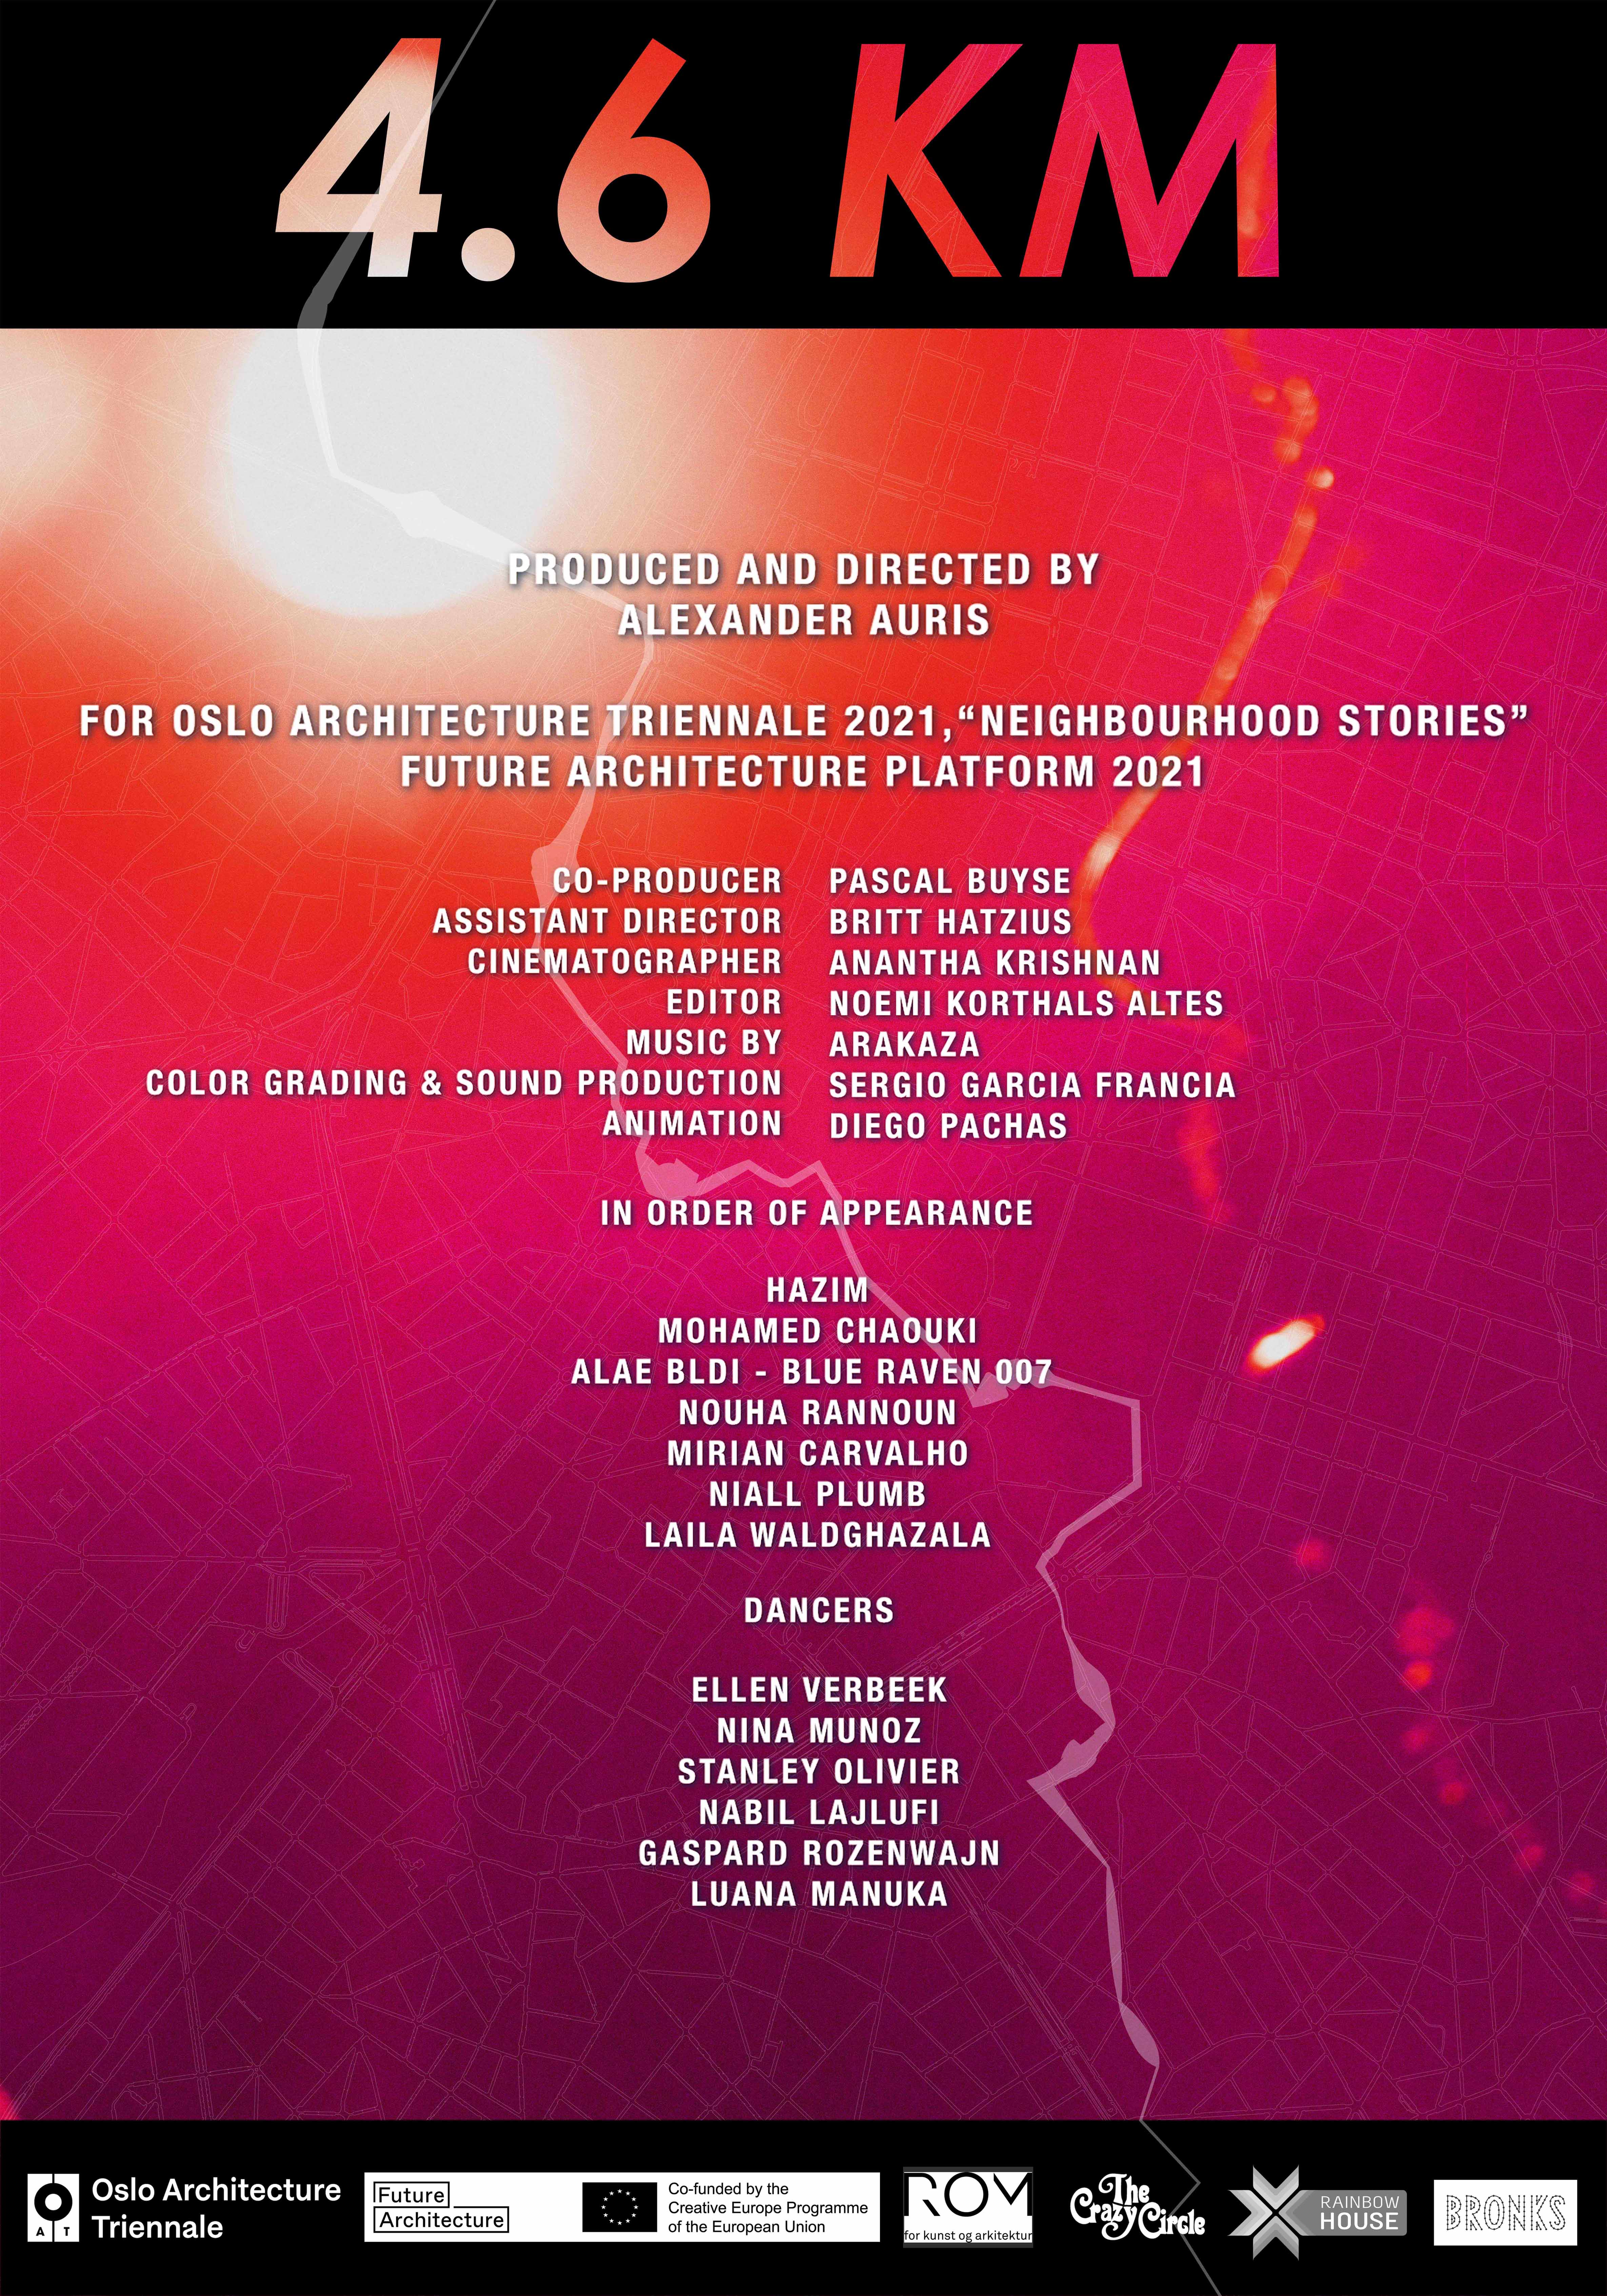 4.6 KM
PRODUCED AND DIRECTED BY
ALEXANDER AURIS
FOR OSLO ARCHITECTURE TRIENNALE 2021, “NEIGHBOURHOOD STORIES”
FUTURE ARCHITECTURE PLATFORM 2021
CO-PRODUCER PASCAL BUYSE
ASSISTANT DIRECTOR BRITT HATZIUS
CINEMATOGRAPHER ANANTHA KRISHNAN
EDITOR NOEMI KORTHALS ALTES
MUSIC BY ARAKAZA
COLOR GRADING & SOUND PRODUCTION SERGIO GARCIA FRANCIA
ANIMATION DIEGO PACHAS
IN ORDER OF APPEARANCE
HAZIM
MOHAMED CHAOUKI
ALAE BLDI - BLUE RAVEN 007
NOUHA RANNOUN
MIRIAN CARVALHO
NIALL PLUMB
LAILA WALDGHAZALA
DANCERS
ELLEN VERBEEK
NINA MUNOZ
STANLEY OLIVIER
NABIL LAJLUFI
GASPARD ROZENWAJN
LUANA MANUKA
A T
Oslo Architecture
Triennale
Future
Architecture
Co-funded by the
Creative Europe Programme
of the European Union
ROM
for kunst og arkitektur
The
Crazy Circle
RAINBOW
HOUSE
BRONKS